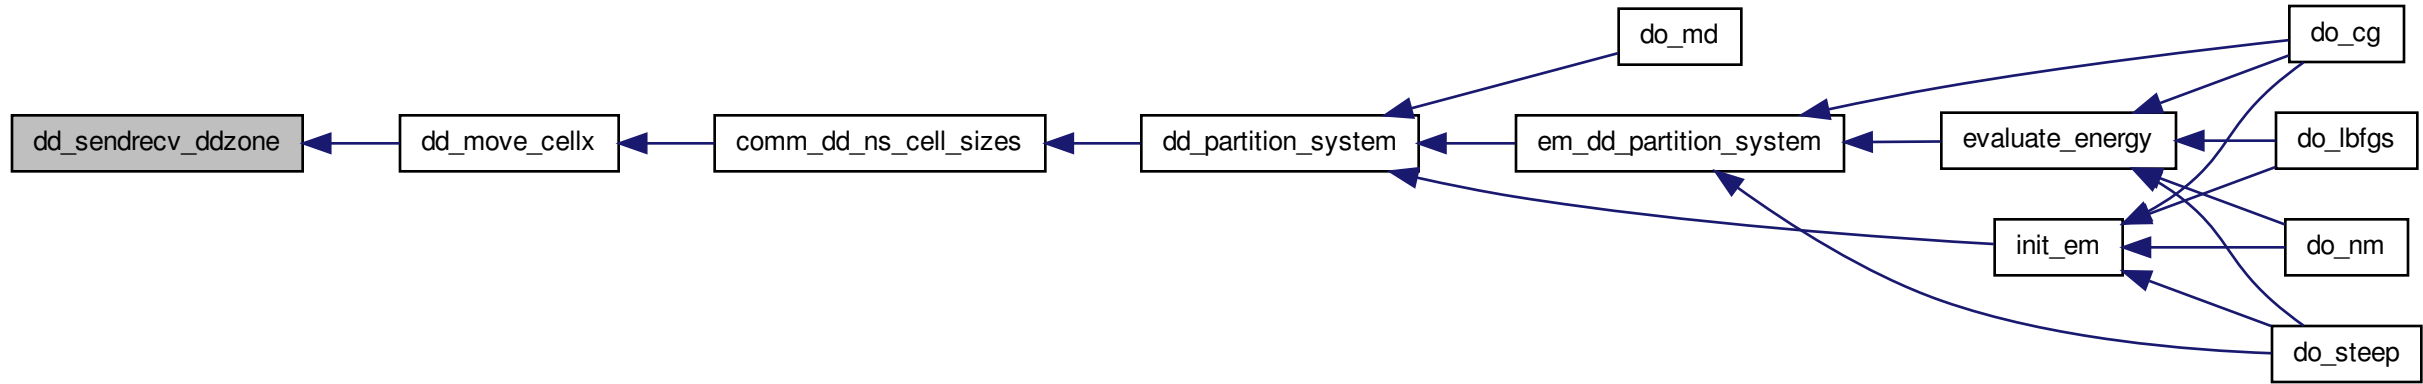 dd_sendrecv_ddzone
dd_move_cellx
comm_dd_ns_cell_sizes
dd_partition_system
do_md
em_dd_partition_system
evaluate_energy
init_em
do_cg
do_lbfgs
do_nm
do_steep